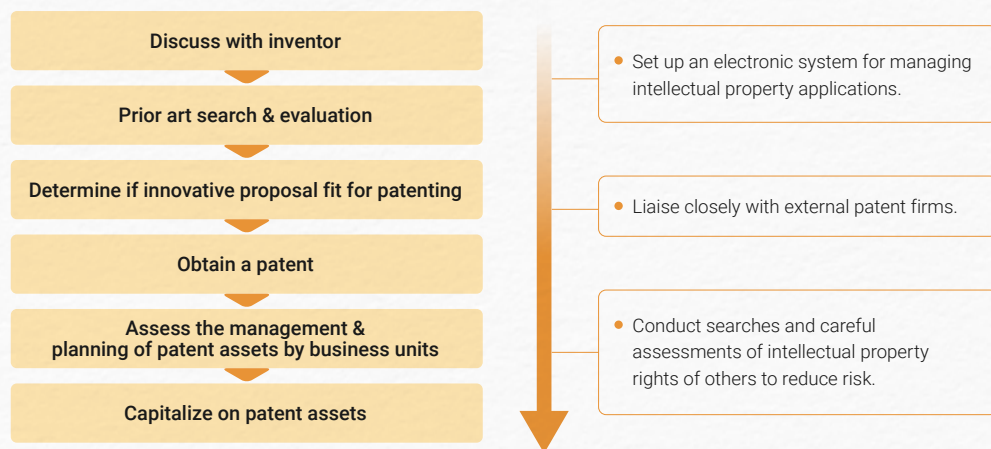 Discuss with inventor
Prior art search & evaluation
Determine if innovative proposal fit for patenting
Obtain a patent
Assess the management &
planning of patent assets by business units
Capitalize on patent assets
• Set up an electronic system for managing
intellectual property applications.
• Liaise closely with external patent firms.
• Conduct searches and careful
assessments of intellectual property
rights of others to reduce risk.